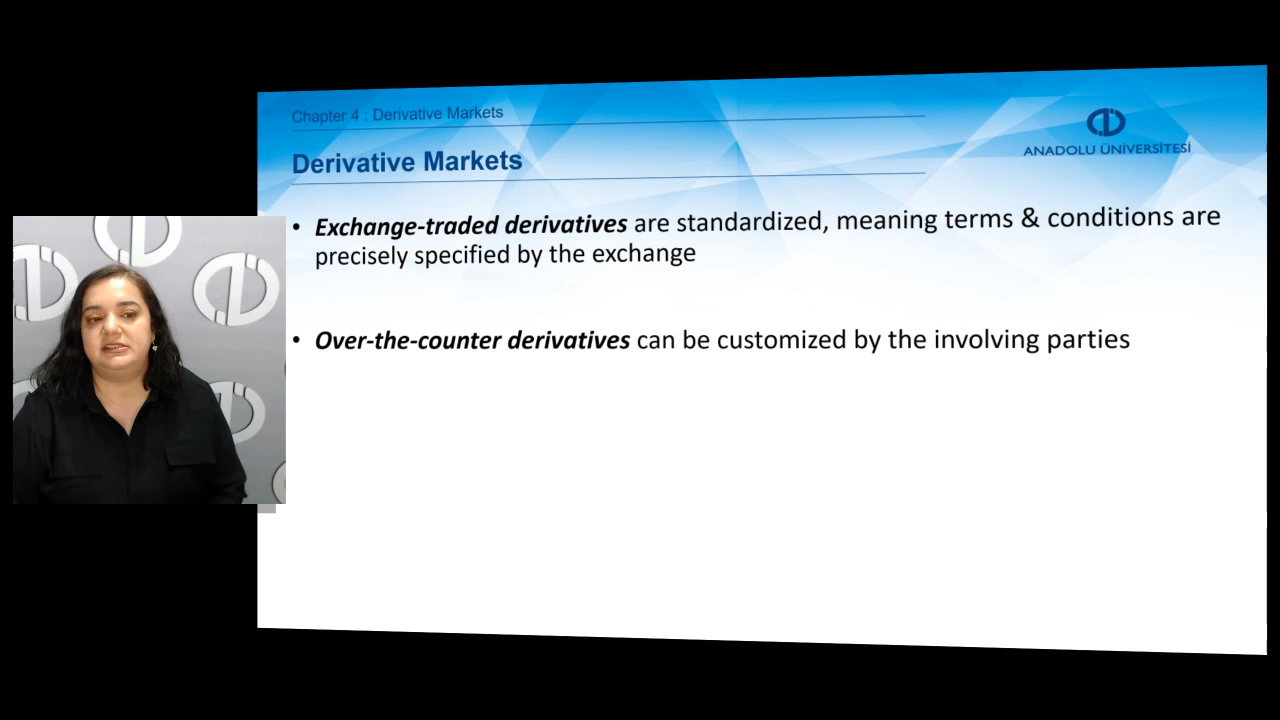 Chapter 4 : Derivative Markets
ANADOLU ÜNİVERSİTESİ
Derivative Markets
• Exchange-traded derivatives are standardized, meaning terms & conditions are
precisely specified by the exchange
• Over-the-counter derivatives can be customized by the involving parties